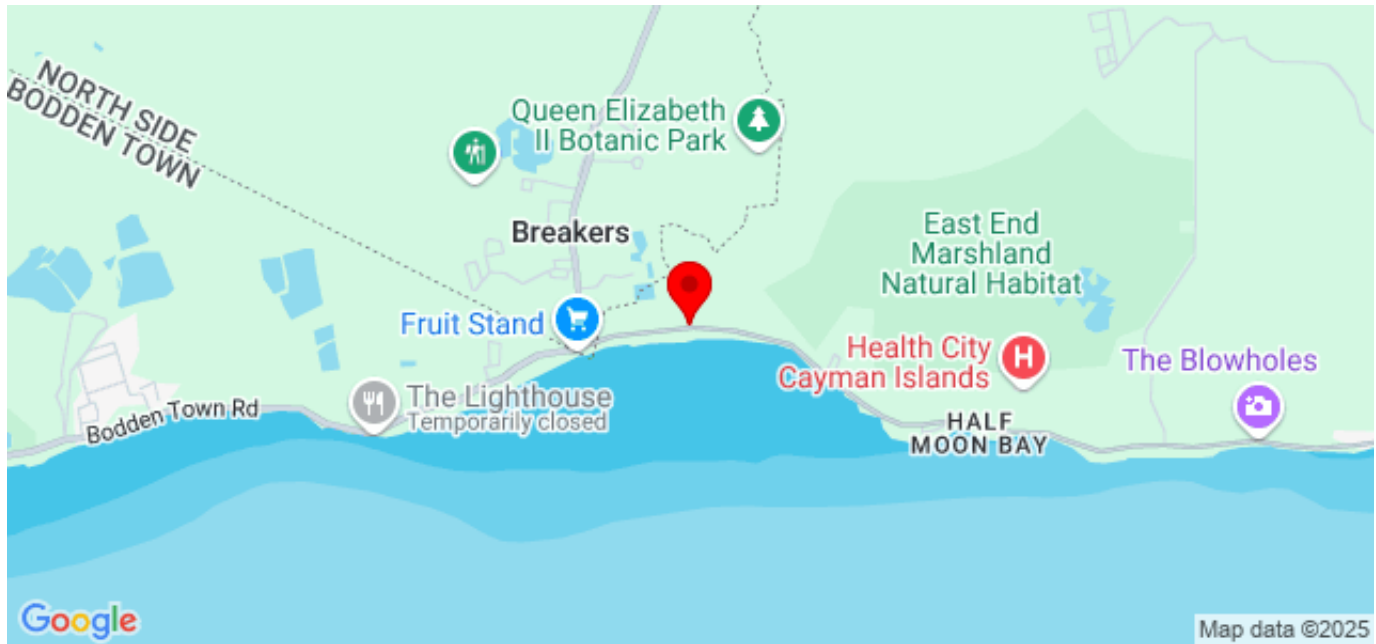 NORTH SIDE
BODDEN TOWN
Queen Elizabeth
II Botanic Park
Breakers
East End
Marshland
Natural Habitat
Fruit Stand
Health City
Cayman Islands
H
The Blowholes
The Lighthouse
Temporarily closed
Bodden Town Rd
HALF
MOON BAY
Google
Map data ©2025